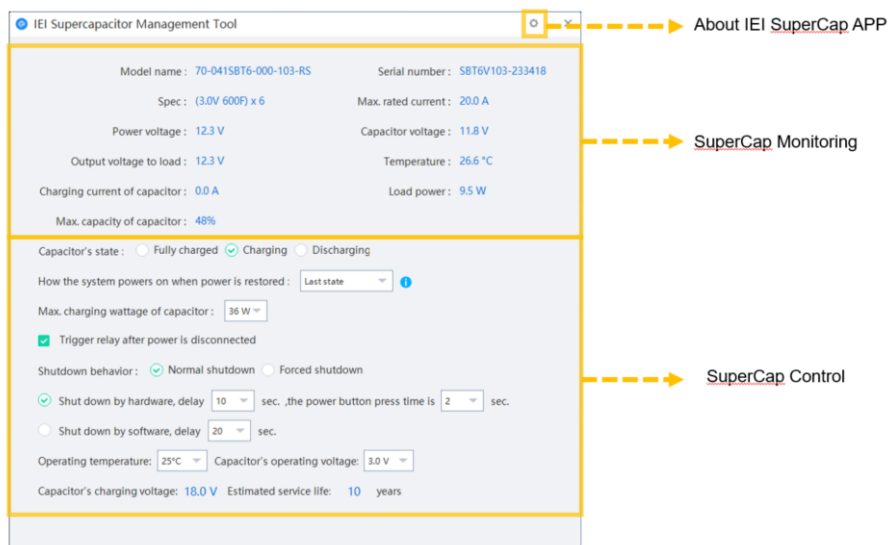 IEI Supercapacitor Management Tool
About IEI SuperCap APP
Model name : 70-041SBT6-000-103-RS Serial number : SBT6V103-233418
Spec : (3.0V 600F) x 6 Max. rated current : 20.0 A
Power voltage : 12.3 V Capacitor voltage : 11.8 V
SuperCap Monitoring
Output voltage to load : 12.3 V Temperature : 26.6 °C
Charging current of capacitor : 0.0 A Load power : 9.5 W
Max. capacity of capacitor : 48%
Capacitor's state : Fully charged Charging Discharging
How the system powers on when power is restored : Last state
Max. charging wattage of capacitor : 36 W
Trigger relay after power is disconnected
Shutdown behavior : Normal shutdown Forced shutdown
SuperCap Control
Shut down by hardware, delay 10 sec. ,the power button press time is 2 sec.
Shut down by software, delay 20 sec.
Operating temperature: 25°C Capacitor's operating voltage: 3.0 V
Capacitor's charging voltage: 18.0 V Estimated service life: 10 years